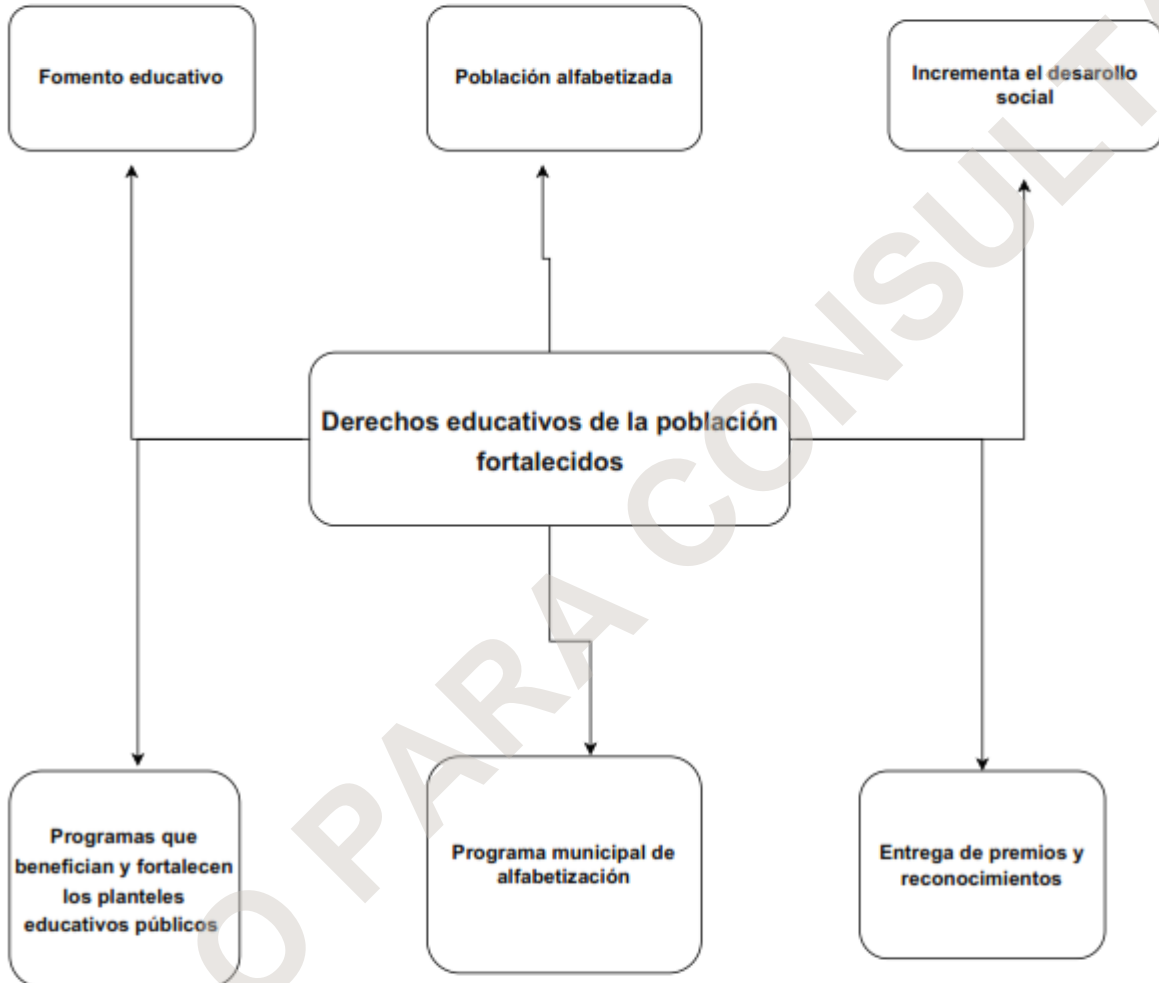 Fomento educativo
Población alfabetizada
Incrementa el desarollo
social
Derechos educativos de la población
fortalecidos
Programas que
benefician y fortalecen
los planteles
educativos públicos
Programa municipal de
alfabetización
Entrega de premios y
reconocimientos
O PARA CONSULT